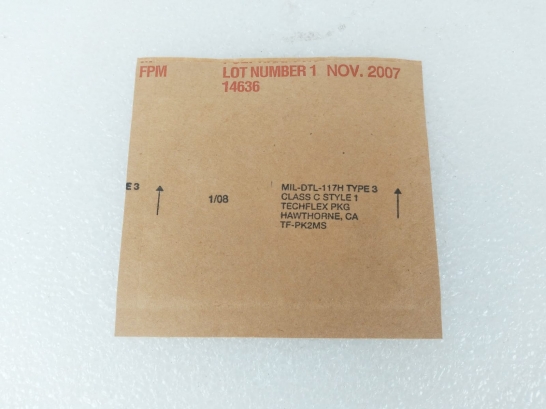 FPM LOT NUMBER 1 NOV. 2007
14636
E 3
1/08
MIL-DTL-117H TYPE 3
CLASS C STYLE 1
TECHFLEX PKG
HAWTHORNE, CA
TF-PK2MS